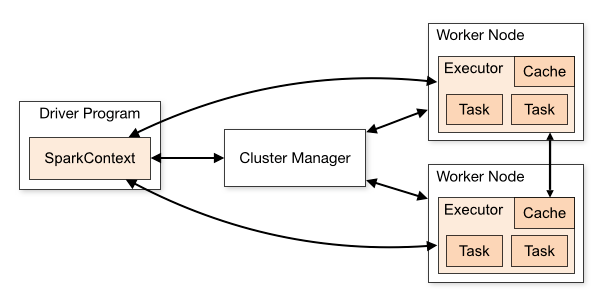 Driver Program
SparkContext
Cluster Manager
Worker Node
Executor
Cache
Task
Task
Worker Node
Executor
Cache
Task
Task